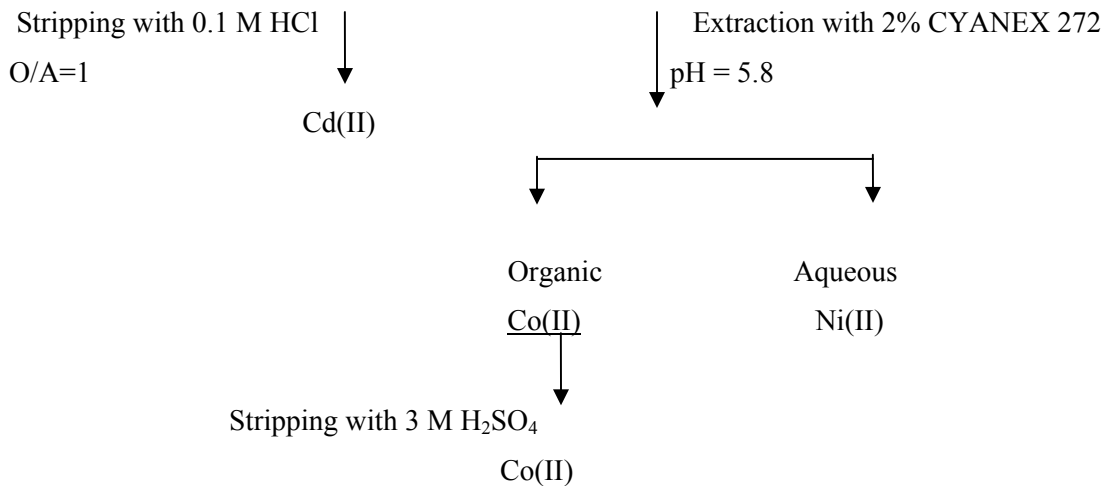 Stripping with 0.1 M HCl
Extraction with 2% CYANEX 272
O/A=1
pH = 5.8
Cd(II)
Organic
Aqueous
Co(II)
Ni(II)
Stripping with 3 M H₂SO₄
Co(II)